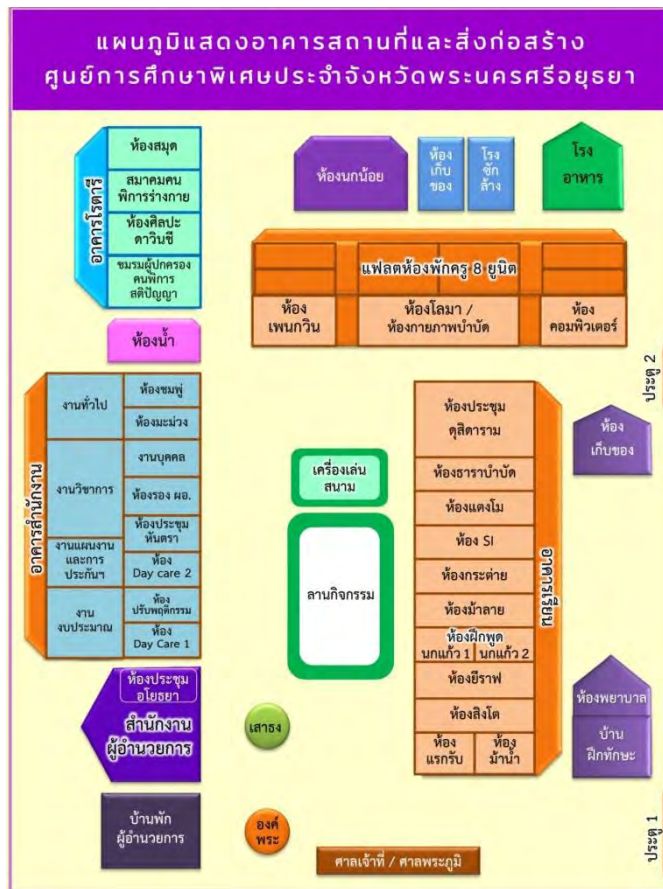 แผนภูมิแสดงอาคารสถานที่และสิ่งก่อสร้าง
ศูนย์การศึกษาพิเศษประจำจังหวัดพระนครศรีอยุธยา
อาคารโรตารี
ห้องสมุด
สมาคมคน
พิการร่างกาย
ห้องศิลปะ
ดาวินชี
ชมรมผู้ปกครอง
คนพิการ
สติปัญญา
ห้องนกน้อย
ห้อง
เก็บ
ของ
โรง
ซัก
ล้าง
โรง
อาหาร
แฟลตห้องพักครู 8 ยูนิต
ห้อง
เพนกวิน
ห้องโลมา /
ห้องกายภาพบำบัด
ห้อง
คอมพิวเตอร์
ห้องน้ำ
ประตู 2
อาคารสำนักงาน
งานทั่วไป
ห้องชมพู่
ห้องมะม่วง
งานวิชาการ
งานบุคคล
ห้องรอง ผอ.
ห้องประชุม
หันตรา
งานแผนงาน
และการ
ประกันฯ
ห้อง
Day care 2
งาน
งบประมาณ
ห้อง
ปรับพฤติกรรม
ห้อง
Day Care 1
เครื่องเล่น
สนาม
ลานกิจกรรม
อาคารเรียน
ห้องประชุม
ดุสิดาราม
ห้องธาราบำบัด
ห้องแตงโม
ห้อง SI
ห้องกระต่าย
ห้องม้าลาย
ห้องฝึกพูด
นกแก้ว 1
นกแก้ว 2
ห้องยีราฟ
ห้องสิงโต
ห้อง
แรกรับ
ห้อง
ม้าน้ำ
ห้อง
เก็บของ
ห้องพยาบาล
บ้าน
ฝึกทักษะ
ห้องประชุม
อโยธยา
สำนักงาน
ผู้อำนวยการ
เสาธง
บ้านพัก
ผู้อำนวยการ
องค์
พระ
ศาลเจ้าที่ / ศาลพระภูมิ
ประตู 1